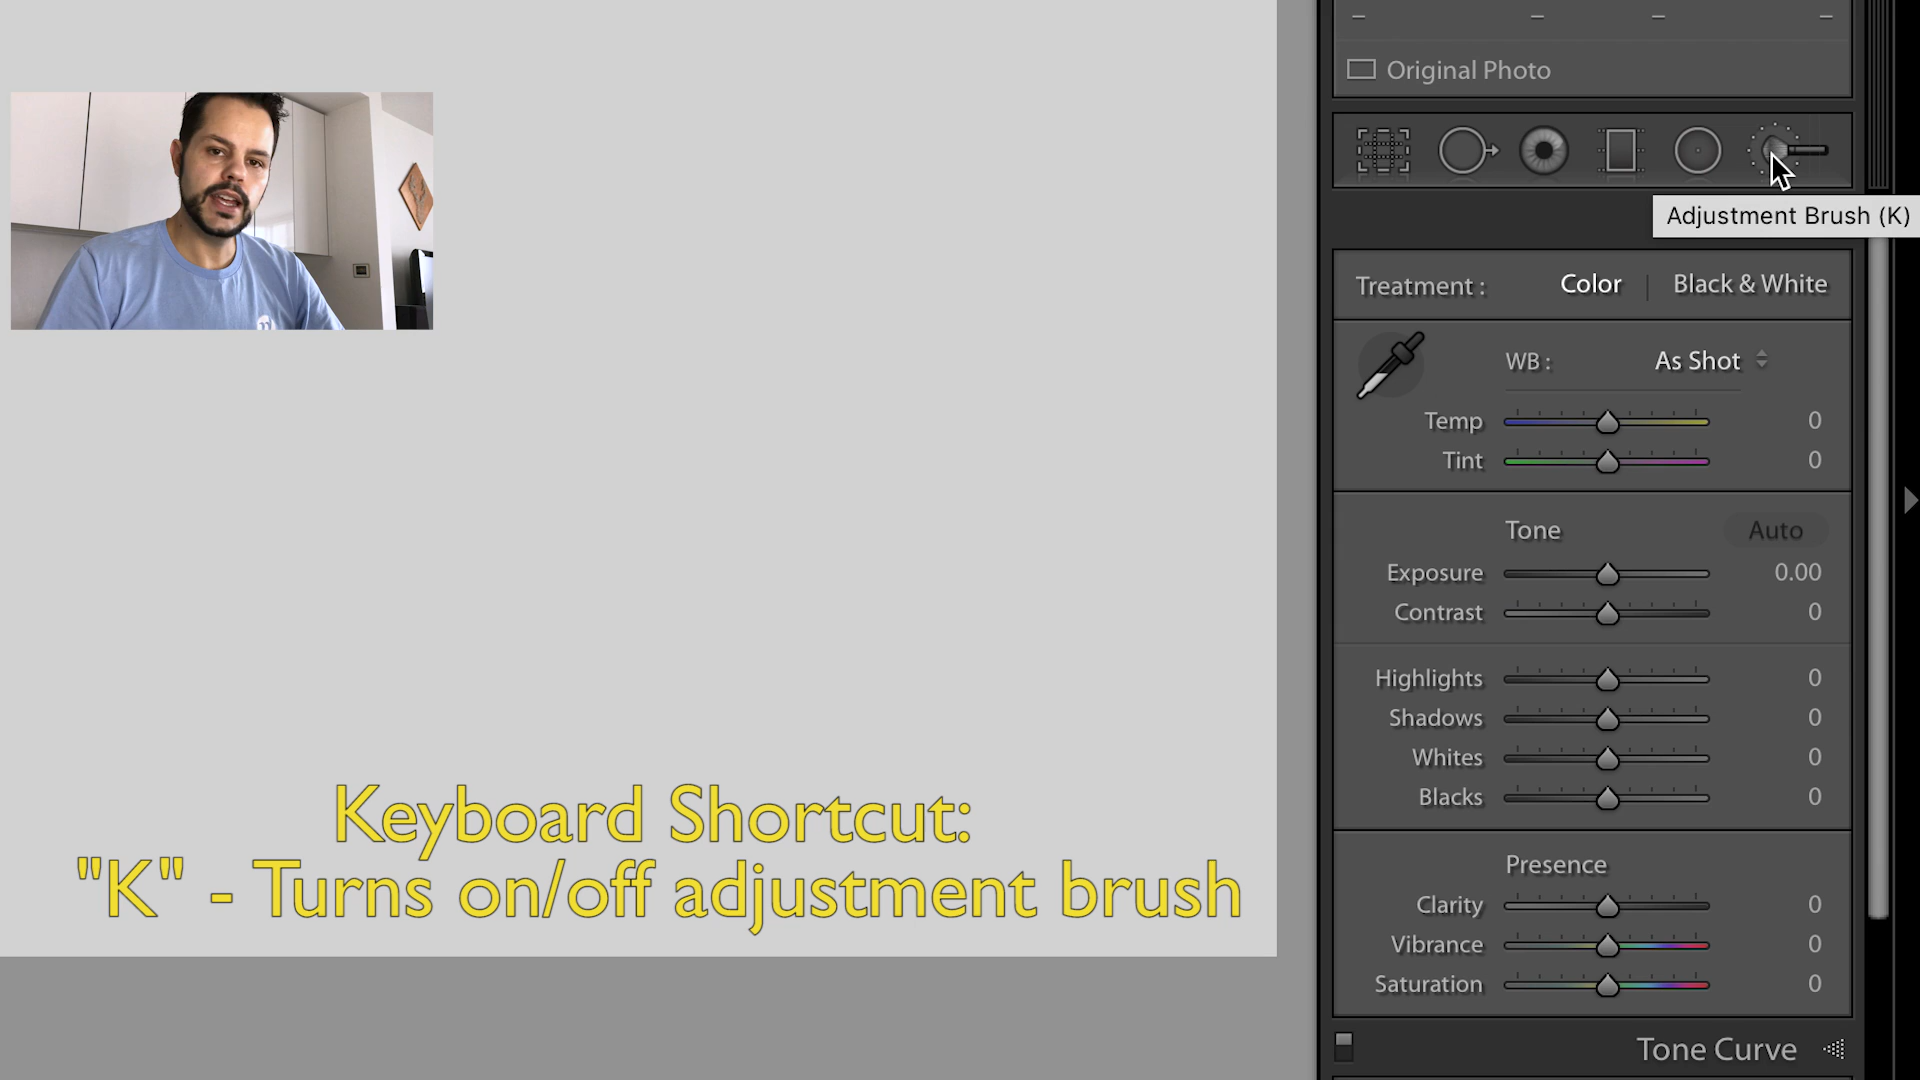 Original Photo
Adjustment Brush (K)
Treatment : Color | Black & White
WB : As Shot
Temp 0
Tint 0
Tone Auto
Exposure 0.00
Contrast 0
Highlights 0
Shadows 0
Whites 0
Blacks 0
Presence
Clarity 0
Vibrance 0
Saturation 0
Tone Curve
Keyboard Shortcut:
"K" - Turns on/off adjustment brush